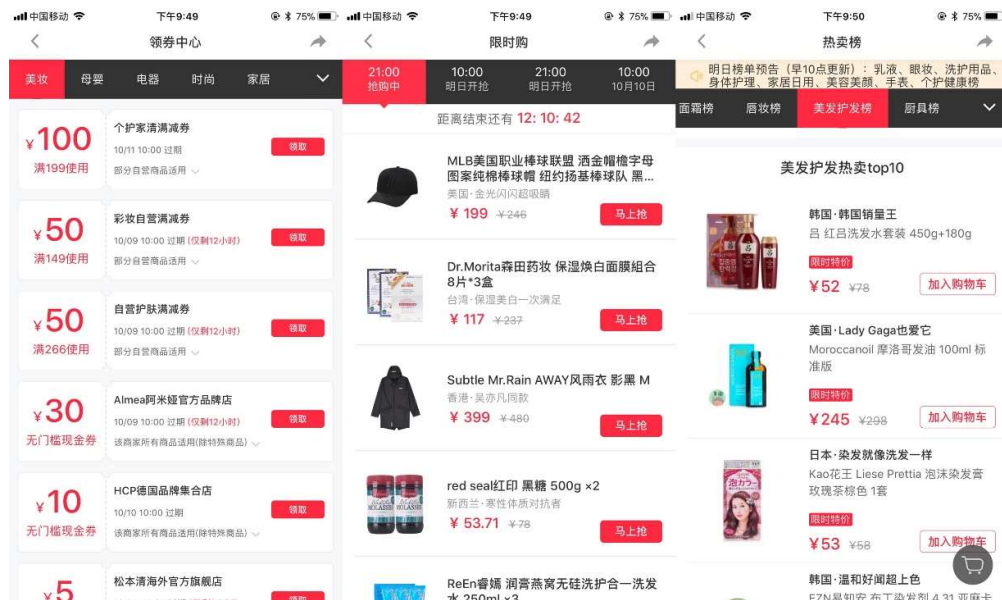 中国移动
下午9:49
75%
领券中心
美妆 母婴 电器 时尚 家居
¥100
满199使用
个护家清满减券
10/11 10:00 过期
部分自营商品适用
领取
¥50
满149使用
彩妆自营满减券
10/09 10:00 过期 (仅剩12小时)
部分自营商品适用
领取
¥50
满266使用
自营护肤满减券
10/09 10:00 过期 (仅剩12小时)
部分自营商品适用
领取
¥30
无门槛现金券
Almea阿米娅官方品牌店
10/09 10:00 过期 (仅剩12小时)
该商家所有商品适用(除特殊商品)
领取
¥10
无门槛现金券
HCP德国品牌集合店
10/10 10:00 过期
该商家所有商品适用(除特殊商品)
领取
¥5
松本清海外官方旗舰店
领取
中国移动
下午9:49
75%
限时购
21:00 10:00 21:00 10:00
抢购中 明日开抢 明日开抢 10月10日
距离结束还有 12: 10: 42
MLB美国职业棒球联盟 洒金帽檐字母
图案纯棉棒球帽 纽约扬基棒球队 黑...
美国·金光闪闪超吸睛
¥ 199 ¥246
马上抢
Dr.Morita森田药妆 保湿焕白面膜組合
8片*3盒
台湾·保湿美白一次满足
¥ 117 ¥237
马上抢
Subtle Mr.Rain AWAY风雨衣 影黑 M
香港·吴亦凡同款
¥ 399 ¥480
马上抢
red seal红印 黑糖 500g ×2
新西兰·寒性体质对抗者
¥ 53.71 ¥78
马上抢
ReEn睿嫣 润膏燕窝无硅洗护合一洗发
水 250ml ×3
中国移动
下午9:50
75%
热卖榜
明日榜单预告（早10点更新）：乳液、眼妆、洗护用品、
身体护理、家居日用、美容美颜、手表、个护健康榜
面霜榜 唇妆榜 美发护发榜 厨具榜
美发护发热卖top10
韩国·韩国销量王
吕 红吕洗发水套装 450g+180g
限时特价
¥52 ¥78
加入购物车
美国·Lady Gaga也爱它
Moroccanoil 摩洛哥发油 100ml 标
准版
限时特价
¥245 ¥298
加入购物车
日本·染发就像洗发一样
Kao花王 Liese Prettia 泡沫染发膏
玫瑰茶棕色 1套
泡カラー
限时特价
¥53 ¥58
加入购物车
韩国·温和好闻超上色
EZN易知安 布丁染发剂 4.31 亚麻卡